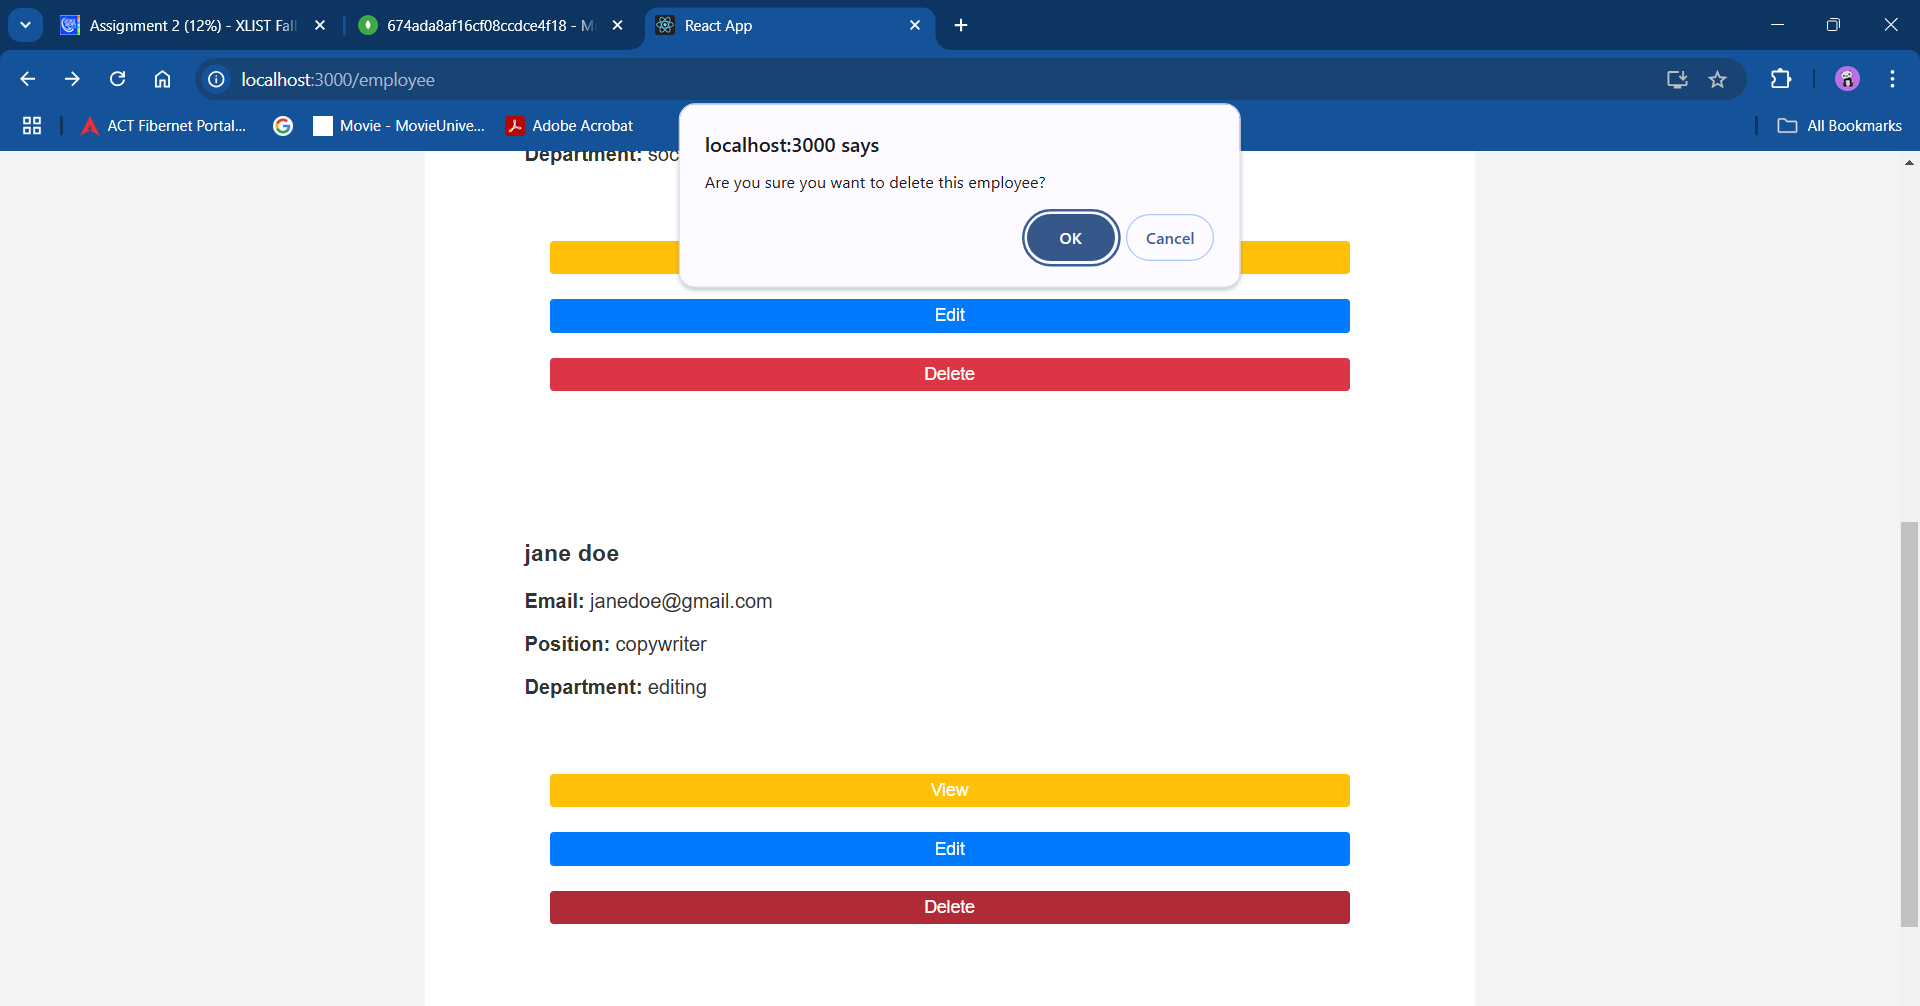 Assignment 2 (12%) - XLIST Fall
674ada8af16cf08ccdce4f18 - M
React App
localhost:3000/employee
ACT Fibernet Portal...
Movie - MovieUnive...
Adobe Acrobat
All Bookmarks
localhost:3000 says
Are you sure you want to delete this employee?
OK
Cancel
Department: soc
Edit
Delete
jane doe
Email: janedoe@gmail.com
Position: copywriter
Department: editing
View
Edit
Delete